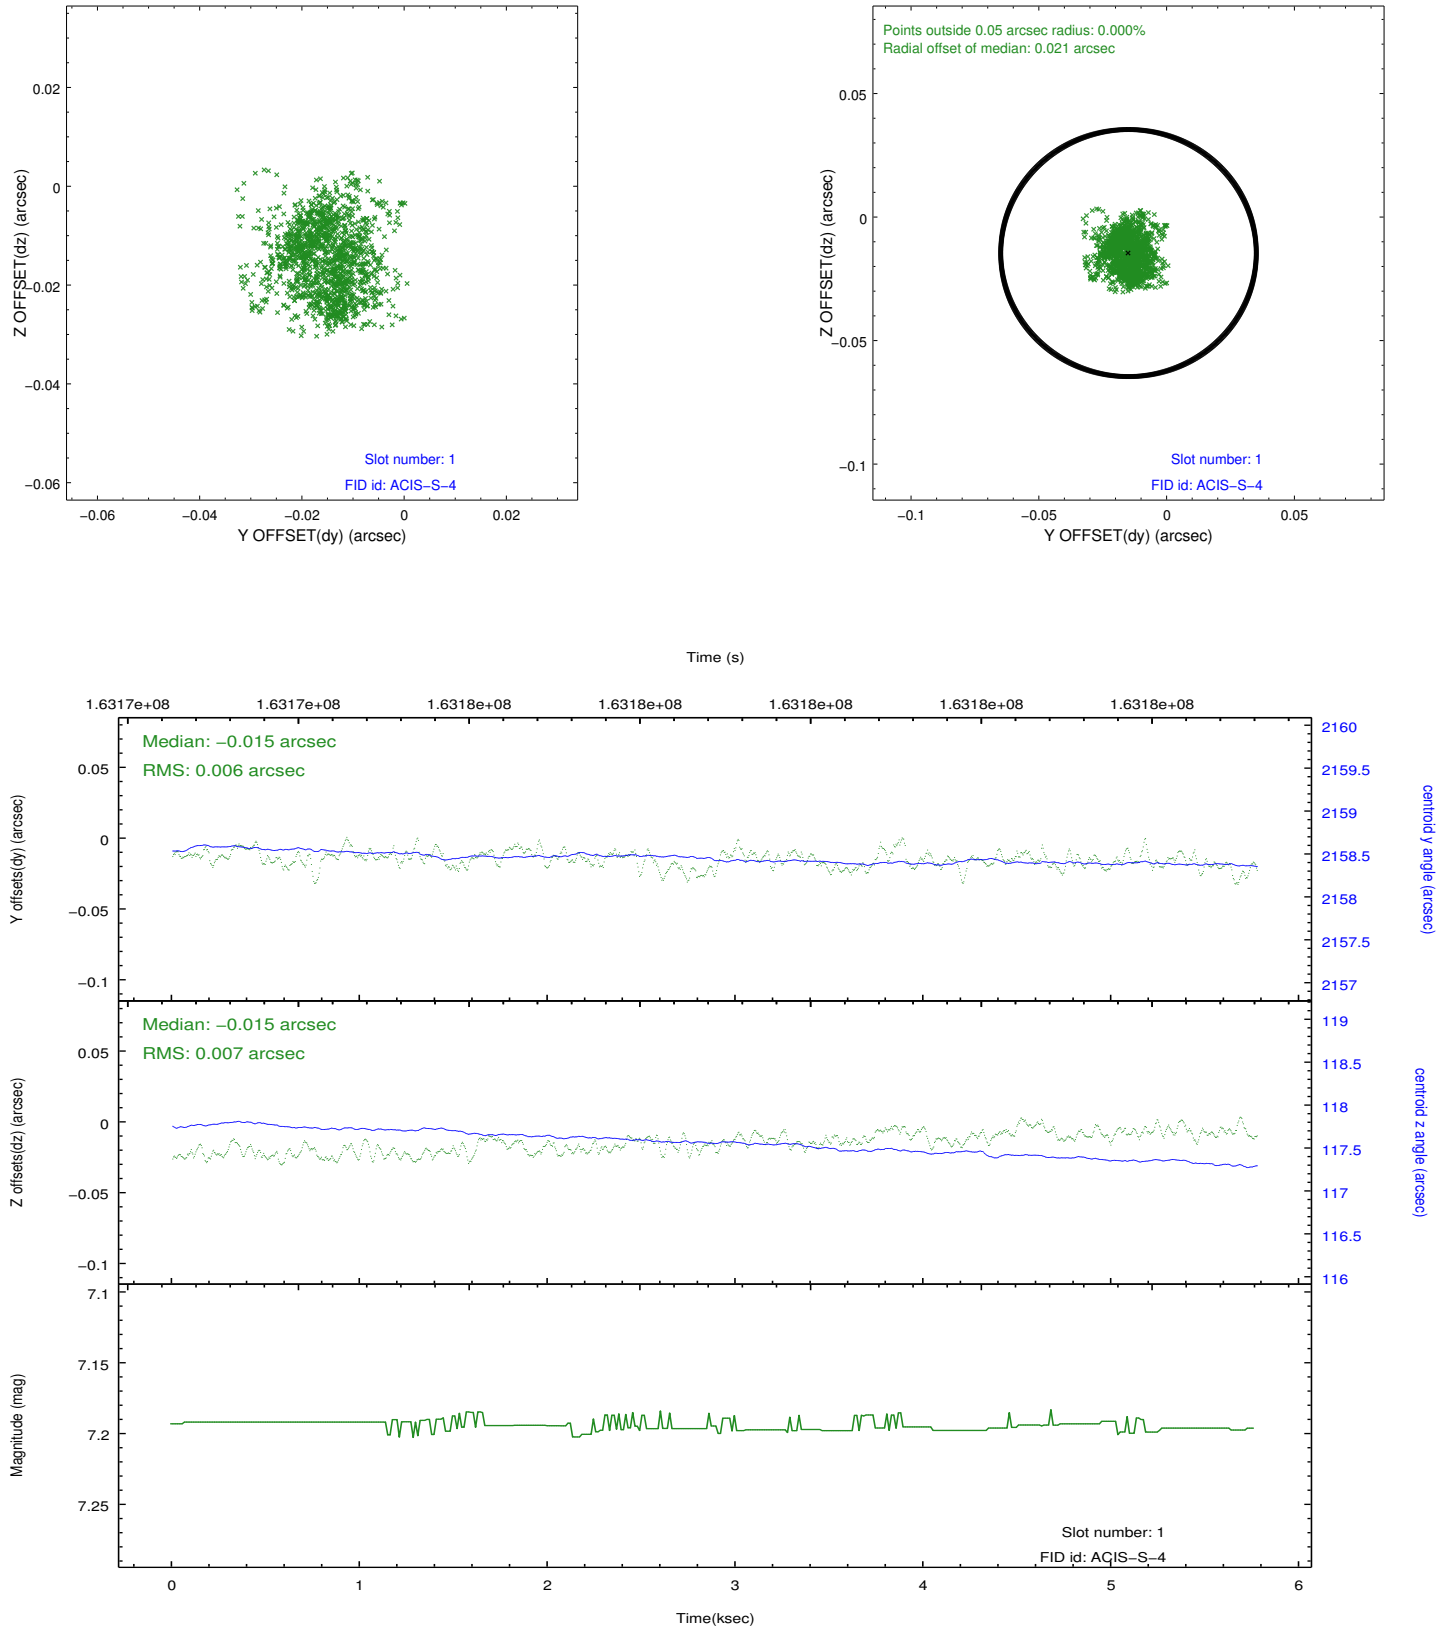 0.02
0
−0.02
−0.04
−0.06
Z OFFSET(dz) (arcsec)
−0.06
−0.04
−0.02
0
0.02
Y OFFSET(dy) (arcsec)
Slot number: 1
FID id: ACIS−S−4
Points outside 0.05 arcsec radius: 0.000%
Radial offset of median: 0.021 arcsec
0.05
0
−0.05
−0.1
Z OFFSET(dz) (arcsec)
−0.1
−0.05
0
0.05
Y OFFSET(dy) (arcsec)
Slot number: 1
FID id: ACIS−S−4
Time (s)
1.6317e+08
1.6317e+08
1.6318e+08
1.6318e+08
1.6318e+08
1.6318e+08
1.6318e+08
Median: −0.015 arcsec
RMS: 0.006 arcsec
0.05
0
−0.05
−0.1
Y offsets(dy) (arcsec)
2160
2159.5
2159
2158.5
2158
2157.5
2157
centroid y angle (arcsec)
Median: −0.015 arcsec
RMS: 0.007 arcsec
0.05
0
−0.05
−0.1
Z offsets(dz) (arcsec)
119
118.5
118
117.5
117
116.5
116
centroid z angle (arcsec)
7.1
7.15
7.2
7.25
Magnitude (mag)
Slot number: 1
FID id: ACIS−S−4
0
1
2
3
4
5
6
Time(ksec)